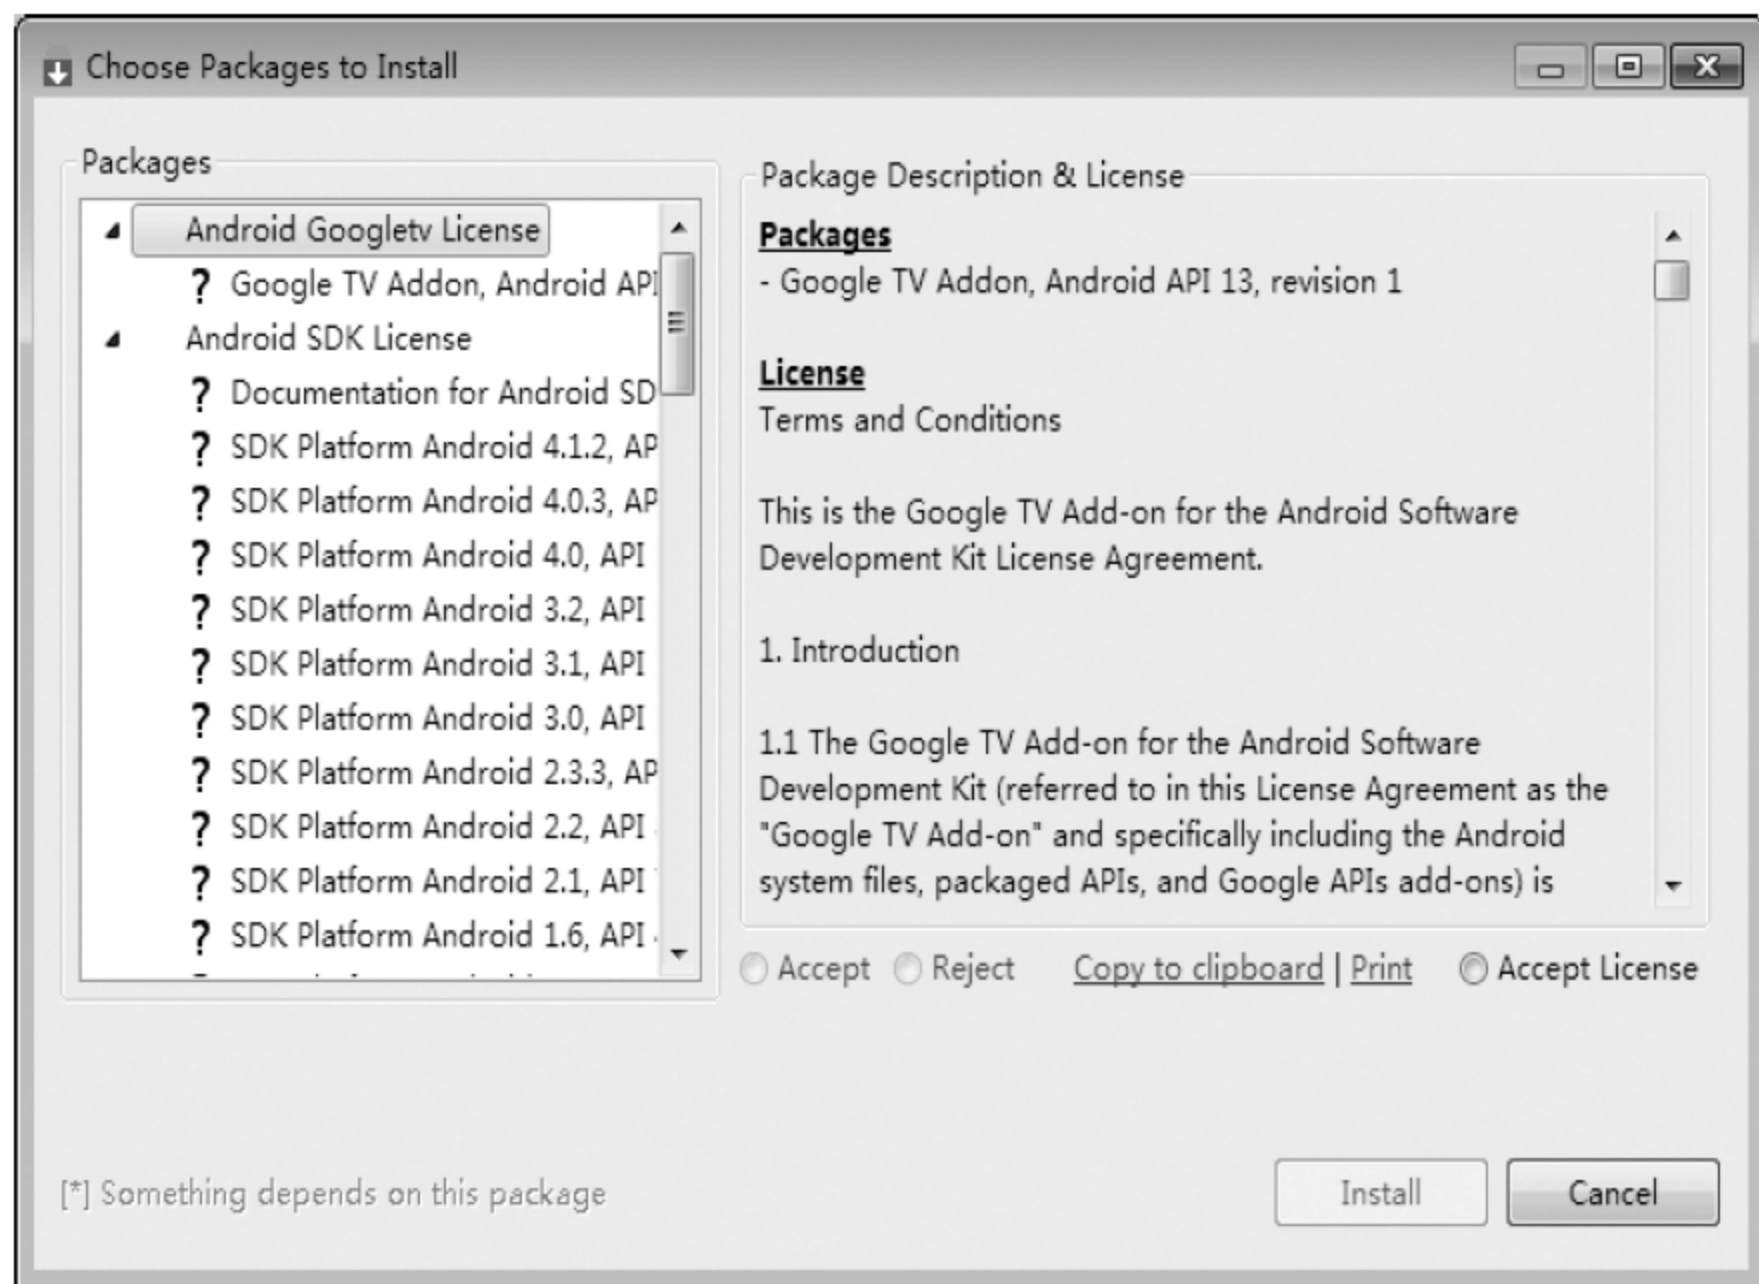 Choose Packages to Install
Packages
Android Googletv License
? Google TV Addon, Android API
Android SDK License
? Documentation for Android SD
? SDK Platform Android 4.1.2, AP
? SDK Platform Android 4.0.3, AP
? SDK Platform Android 4.0, API
? SDK Platform Android 3.2, API
? SDK Platform Android 3.1, API
? SDK Platform Android 3.0, API
? SDK Platform Android 2.3.3, AP
? SDK Platform Android 2.2, API
? SDK Platform Android 2.1, API
? SDK Platform Android 1.6, API
Package Description & License
Packages
- Google TV Addon, Android API 13, revision 1
License
Terms and Conditions
This is the Google TV Add-on for the Android Software
Development Kit License Agreement.
1. Introduction
1.1 The Google TV Add-on for the Android Software
Development Kit (referred to in this License Agreement as the
"Google TV Add-on" and specifically including the Android
system files, packaged APIs, and Google APIs add-ons) is
Accept Reject Copy to clipboard | Print Accept License
[*] Something depends on this package
Install Cancel